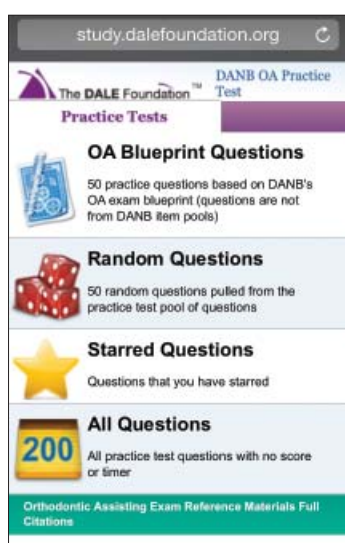 study.dalefoundation.org
The DALE Foundation™
DANB OA Practice
Test
Practice Tests
OA Blueprint Questions
50 practice questions based on DANB's
OA exam blueprint (questions are not
from DANB item pools)
Random Questions
50 random questions pulled from the
practice test pool of questions
Starred Questions
Questions that you have starred
All Questions
200
All practice test questions with no score
or timer
Orthodontic Assisting Exam Reference Materials Full
Citations